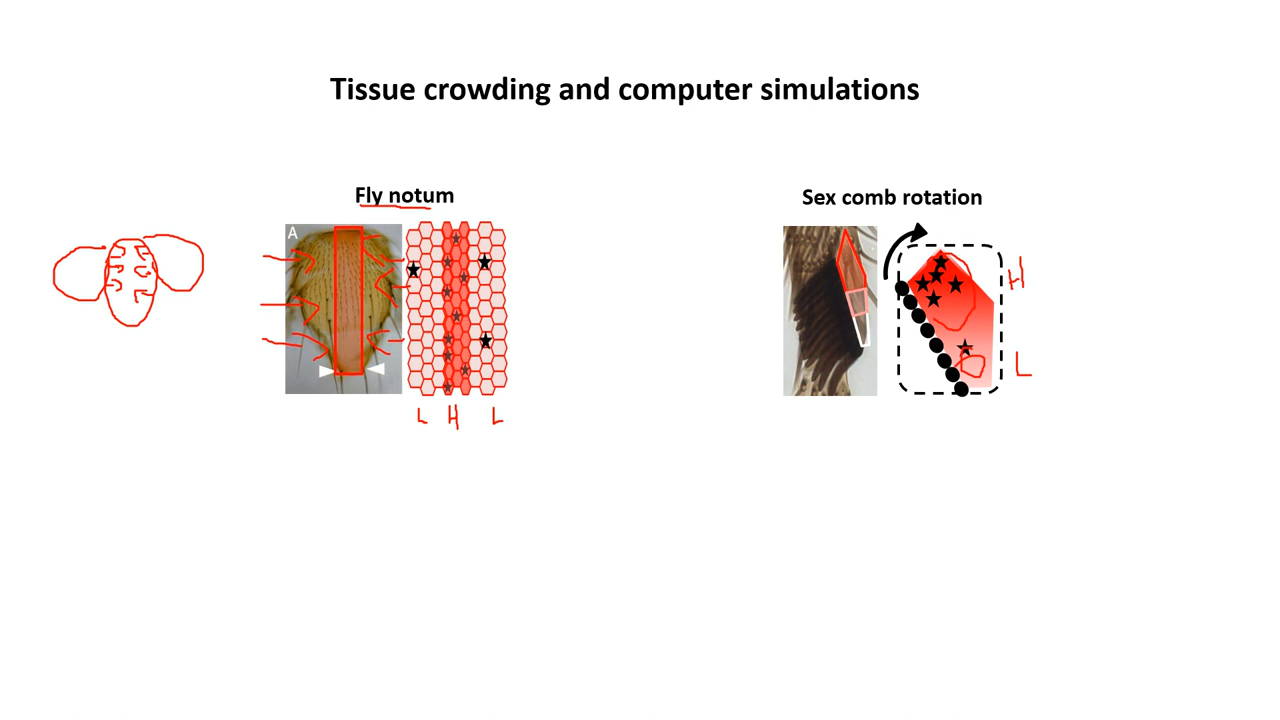 Tissue crowding and computer simulations
Fly notum
Sex comb rotation
A
H
L
L H L